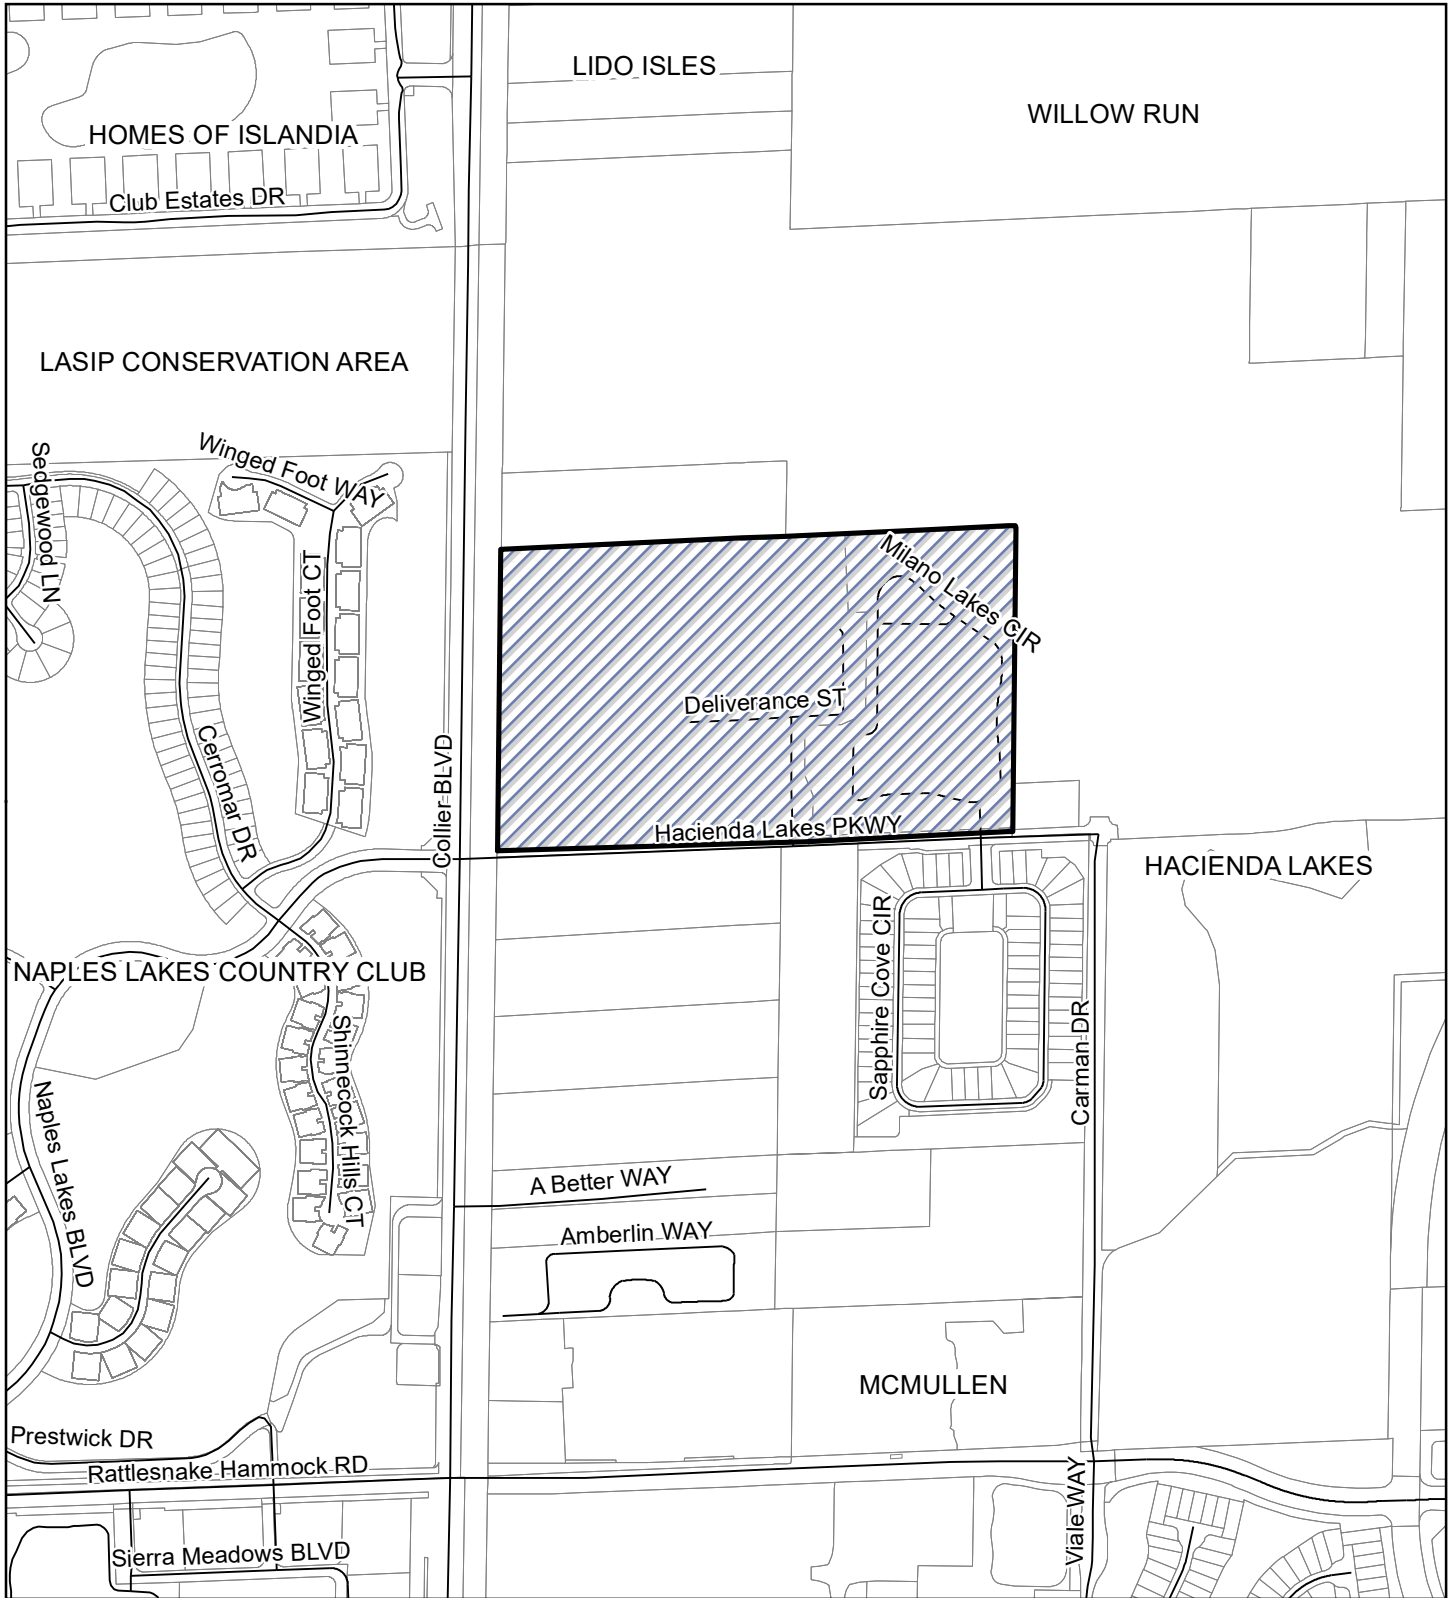 LIDO ISLES
WILLOW RUN
HOMES OF ISLANDIA
Club Estates DR
LASIP CONSERVATION AREA
Winged Foot WAY
Sedgewood LN
Winged Foot CT
Milano Lakes CIR
Deliverance ST
Cerromar DR
Collier BLVD
Hacienda Lakes PKWY
HACIENDA LAKES
Sapphire Cove CIR
NAPLES LAKES COUNTRY CLUB
Shinnecock Hills CT
Carman DR
Naples Lakes BLVD
A Better WAY
Amberlin WAY
MCMULLEN
Prestwick DR
Rattlesnake Hammock RD
Viale WAY
Sierra Meadows BLVD